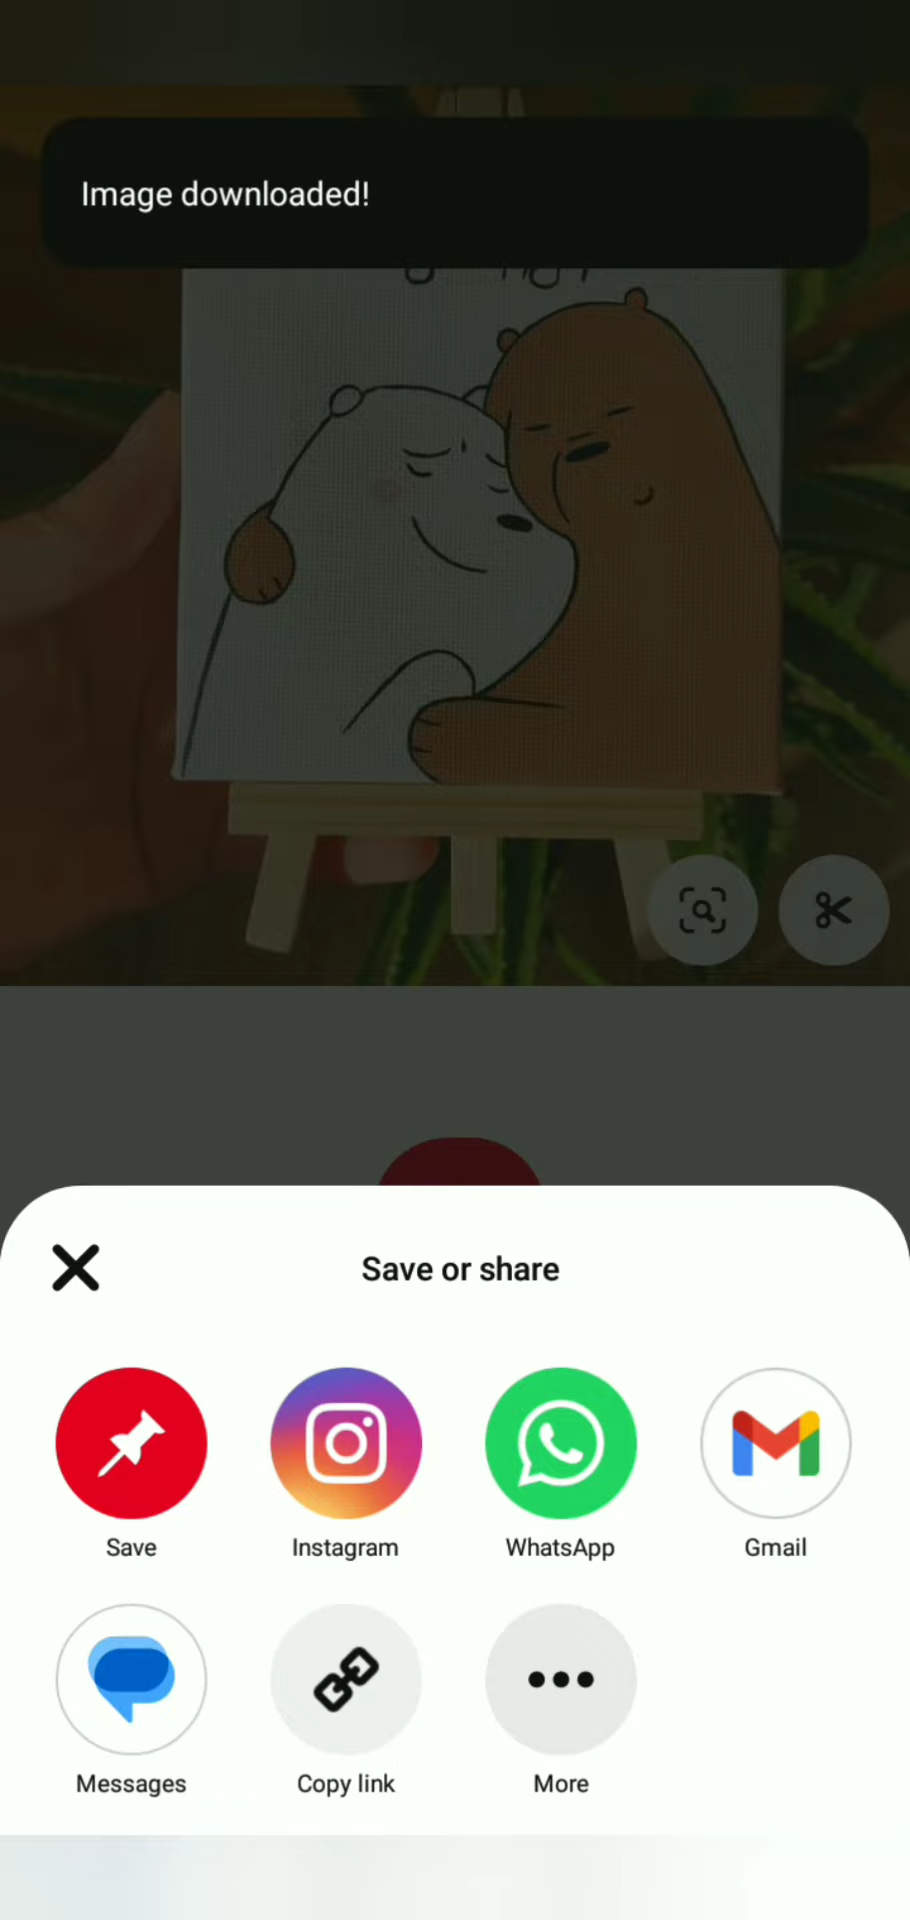 Image downloaded!
Save or share
Save
Instagram
WhatsApp
Gmail
Messages
Copy link
More